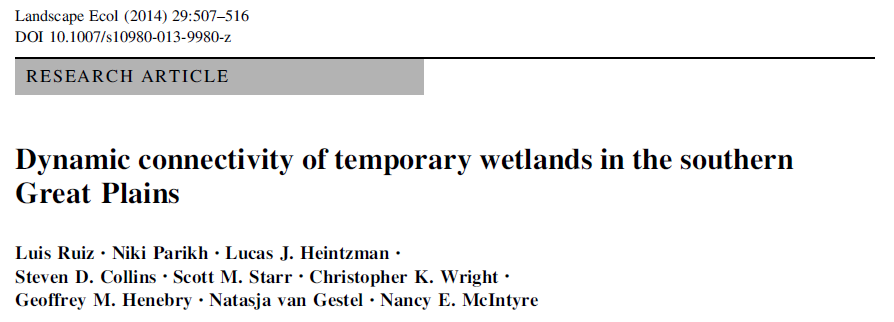 Landscape Ecol (2014) 29:507–516
DOI 10.1007/s10980-013-9980-z
RESEARCH ARTICLE
Dynamic connectivity of temporary wetlands in the southern
Great Plains
Luis Ruiz · Niki Parikh · Lucas J. Heintzman ·
Steven D. Collins · Scott M. Starr · Christopher K. Wright ·
Geoffrey M. Henebry · Natasja van Gestel · Nancy E. McIntyre